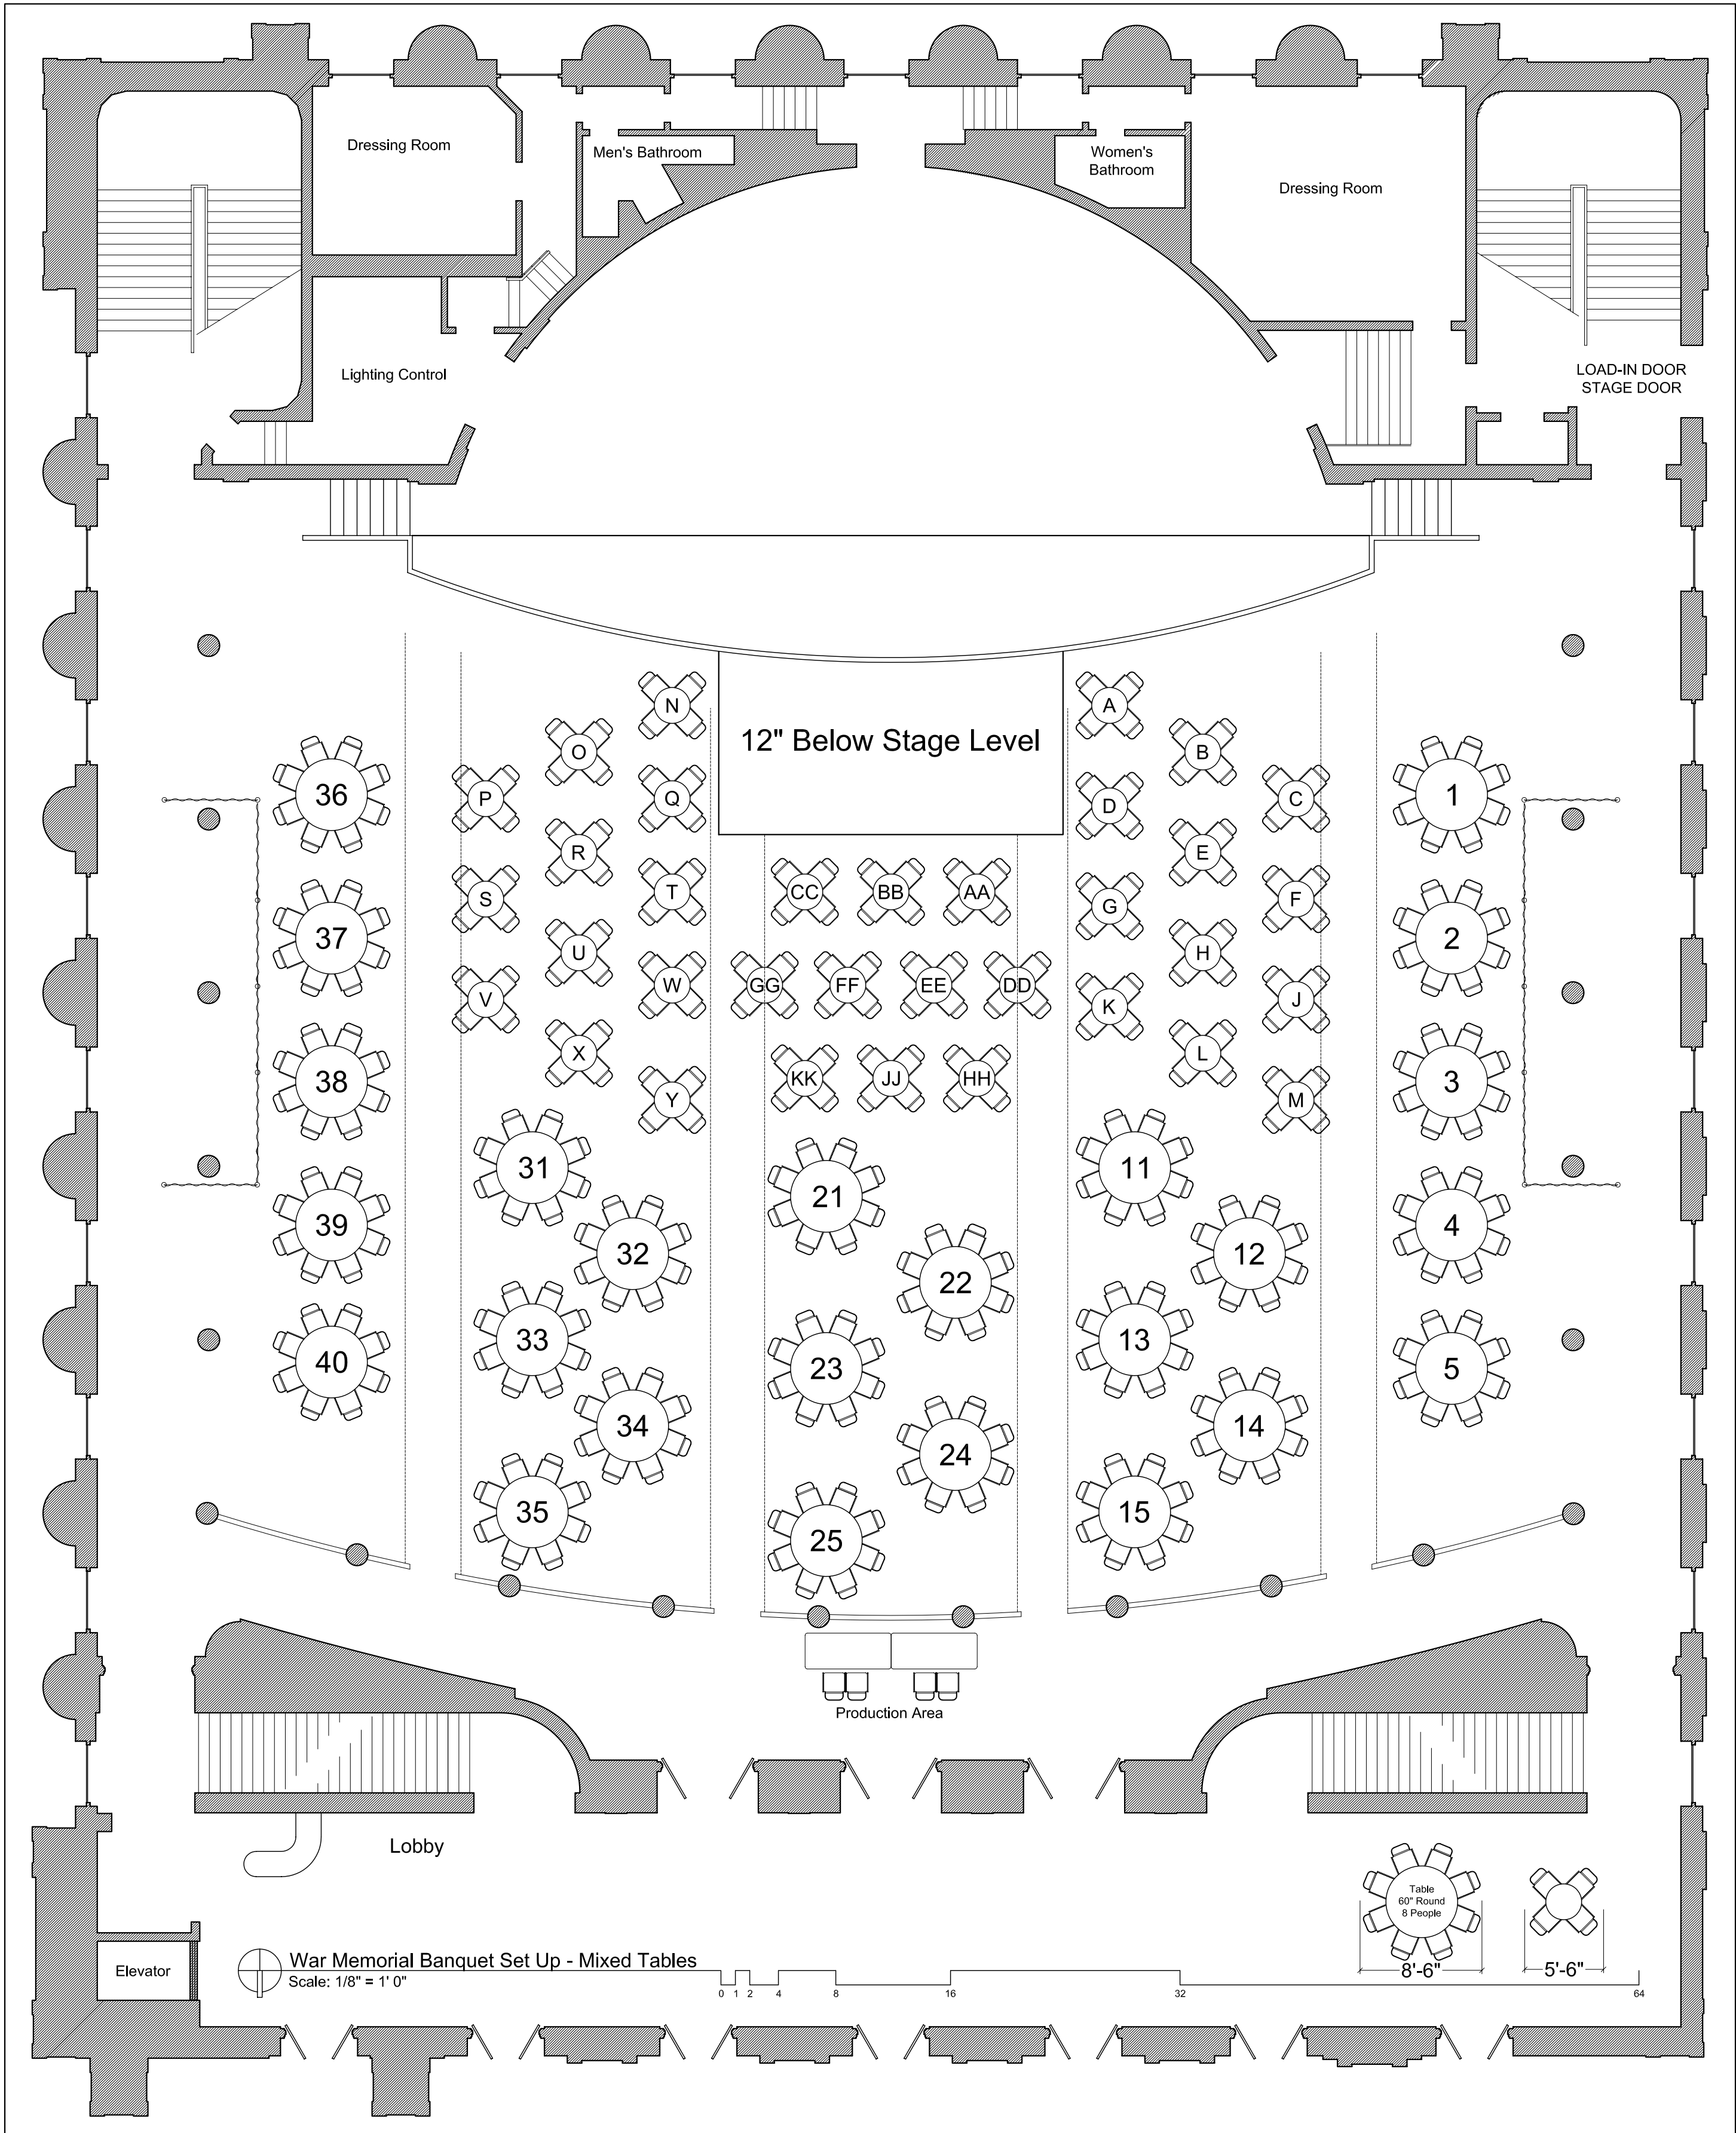 Dressing Room
Men's Bathroom
Women's
Bathroom
Dressing Room
Lighting Control
LOAD-IN DOOR
STAGE DOOR
12" Below Stage Level
N
A
O
B
P
Q
D
C
R
E
S
T
CC
BB
AA
G
F
U
H
V
W
GG
FF
EE
DD
K
J
X
L
KK
JJ
HH
Y
M
36
1
37
2
38
3
39
4
40
5
31
21
11
32
22
12
33
23
13
34
24
14
35
25
15
Production Area
Lobby
Table
60" Round
8 People
8'-6"
5'-6"
Elevator
War Memorial Banquet Set Up - Mixed Tables
Scale: 1/8" = 1' 0"
0 1 2 4 8 16 32 64